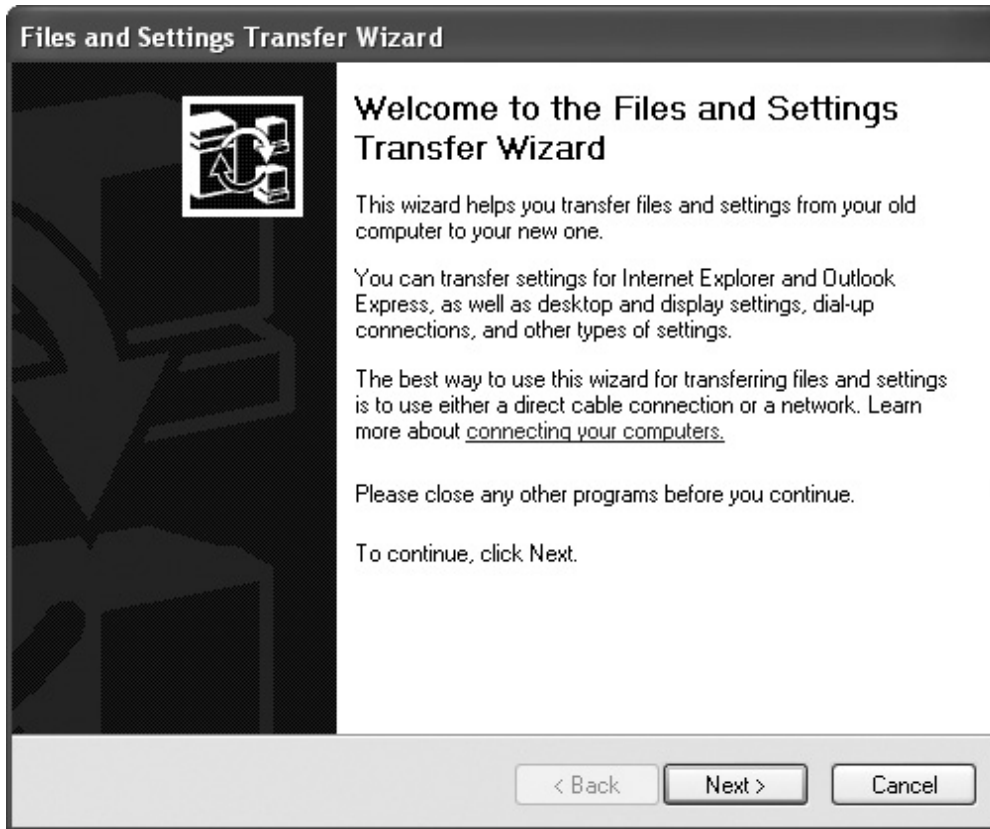 Files and Settings Transfer Wizard
Welcome to the Files and Settings
Transfer Wizard
This wizard helps you transfer files and settings from your old
computer to your new one.
You can transfer settings for Internet Explorer and Outlook
Express, as well as desktop and display settings, dial-up
connections, and other types of settings.
The best way to use this wizard for transferring files and settings
is to use either a direct cable connection or a network. Learn
more about connecting your computers.
Please close any other programs before you continue.
To continue, click Next.
< Back Next > Cancel